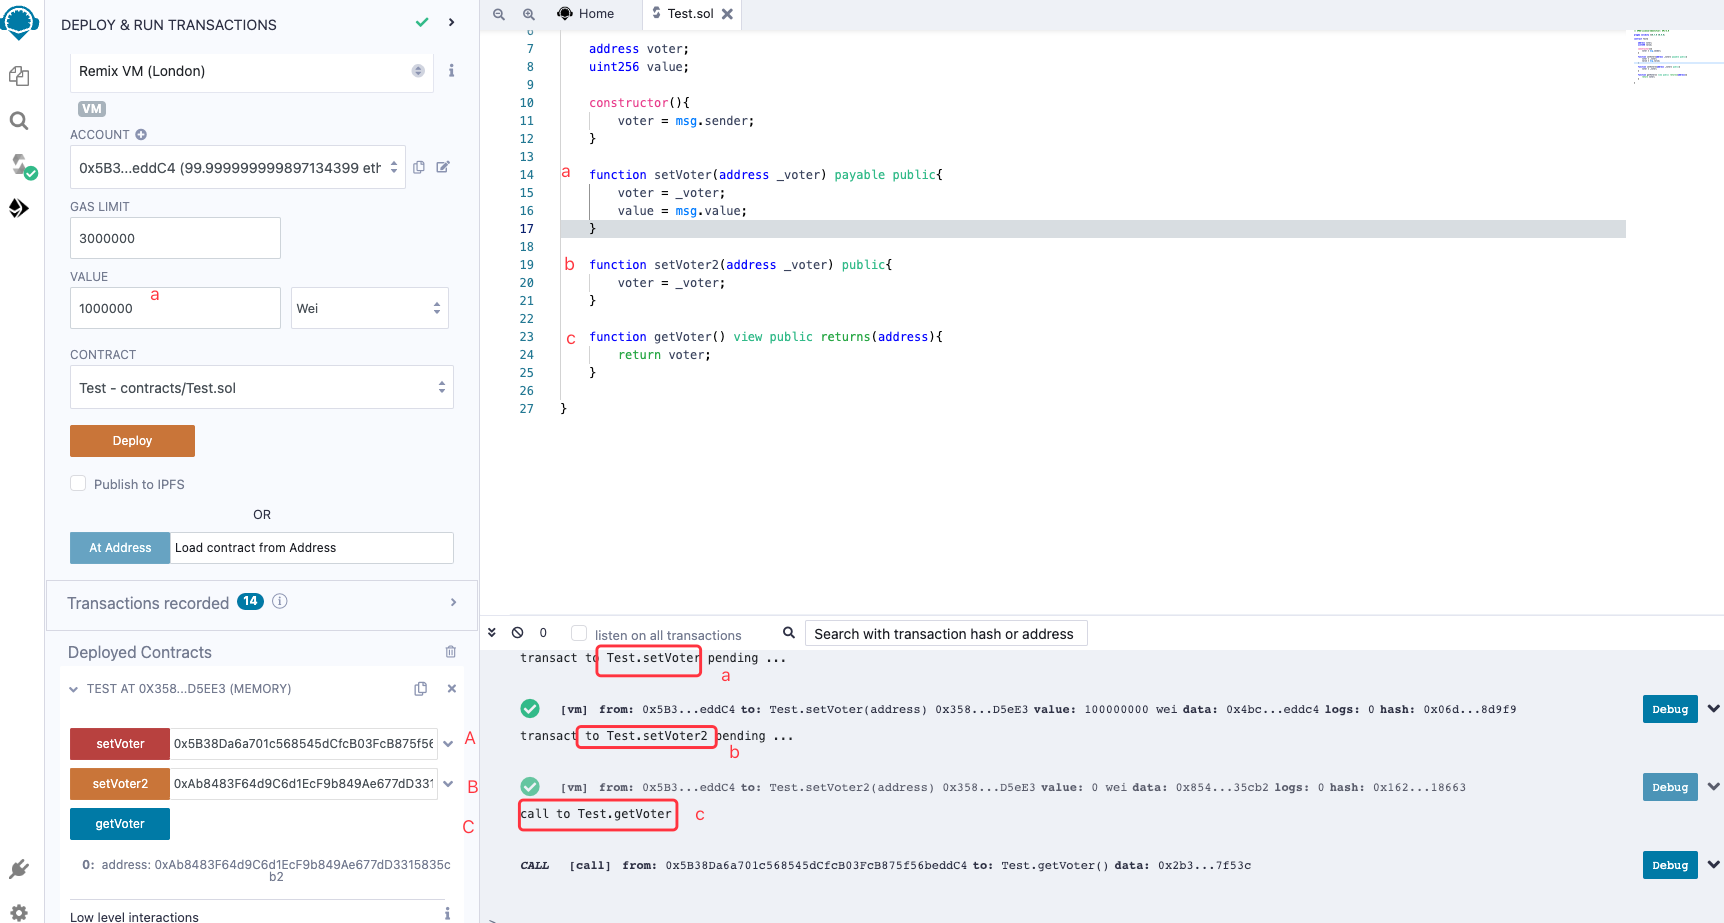 DEPLOY & RUN TRANSACTIONS
Remix VM (London)
VM
ACCOUNT
0x5B3...eddC4 (99.999999999897134399 eth
GAS LIMIT
3000000
VALUE
a
1000000
Wei
CONTRACT
Test - contracts/Test.sol
Deploy
Publish to IPFS
OR
At Address
Load contract from Address
Transactions recorded 14
Deployed Contracts
TEST AT 0X358...D5EE3 (MEMORY)
setVoter 0x5B38Da6a701c568545dCfcB03FcB875f56 A
setVoter2 0xAb8483F64d9C6d1EcF9b849Ae677dD331 B
getVoter C
0: address: 0xAb8483F64d9C6d1EcF9b849Ae677dD3315835c
b2
Low level interactions
Home
Test.sol
6
7 address voter;
8 uint256 value;
9
10 constructor(){
11 voter = msg.sender;
12 }
13
a 14 function setVoter(address _voter) payable public{
15 voter = _voter;
16 value = msg.value;
17 }
18
b 19 function setVoter2(address _voter) public{
20 voter = _voter;
21 }
22
c 23 function getVoter() view public returns(address){
24 return voter;
25 }
26
27 }
0
listen on all transactions
Search with transaction hash or address
transact to Test.setVoter pending ...
a
[vm] from: 0x5B3...eddC4 to: Test.setVoter(address) 0x358...D5eE3 value: 100000000 wei data: 0x4bc...eddc4 logs: 0 hash: 0x06d...8d9f9
Debug
transact to Test.setVoter2 pending ...
b
[vm] from: 0x5B3...eddC4 to: Test.setVoter2(address) 0x358...D5eE3 value: 0 wei data: 0x854...35cb2 logs: 0 hash: 0x162...18663
Debug
call to Test.getVoter
c
CALL [call] from: 0x5B38Da6a701c568545dCfcB03FcB875f56beddC4 to: Test.getVoter() data: 0x2b3...7f53c
Debug
>